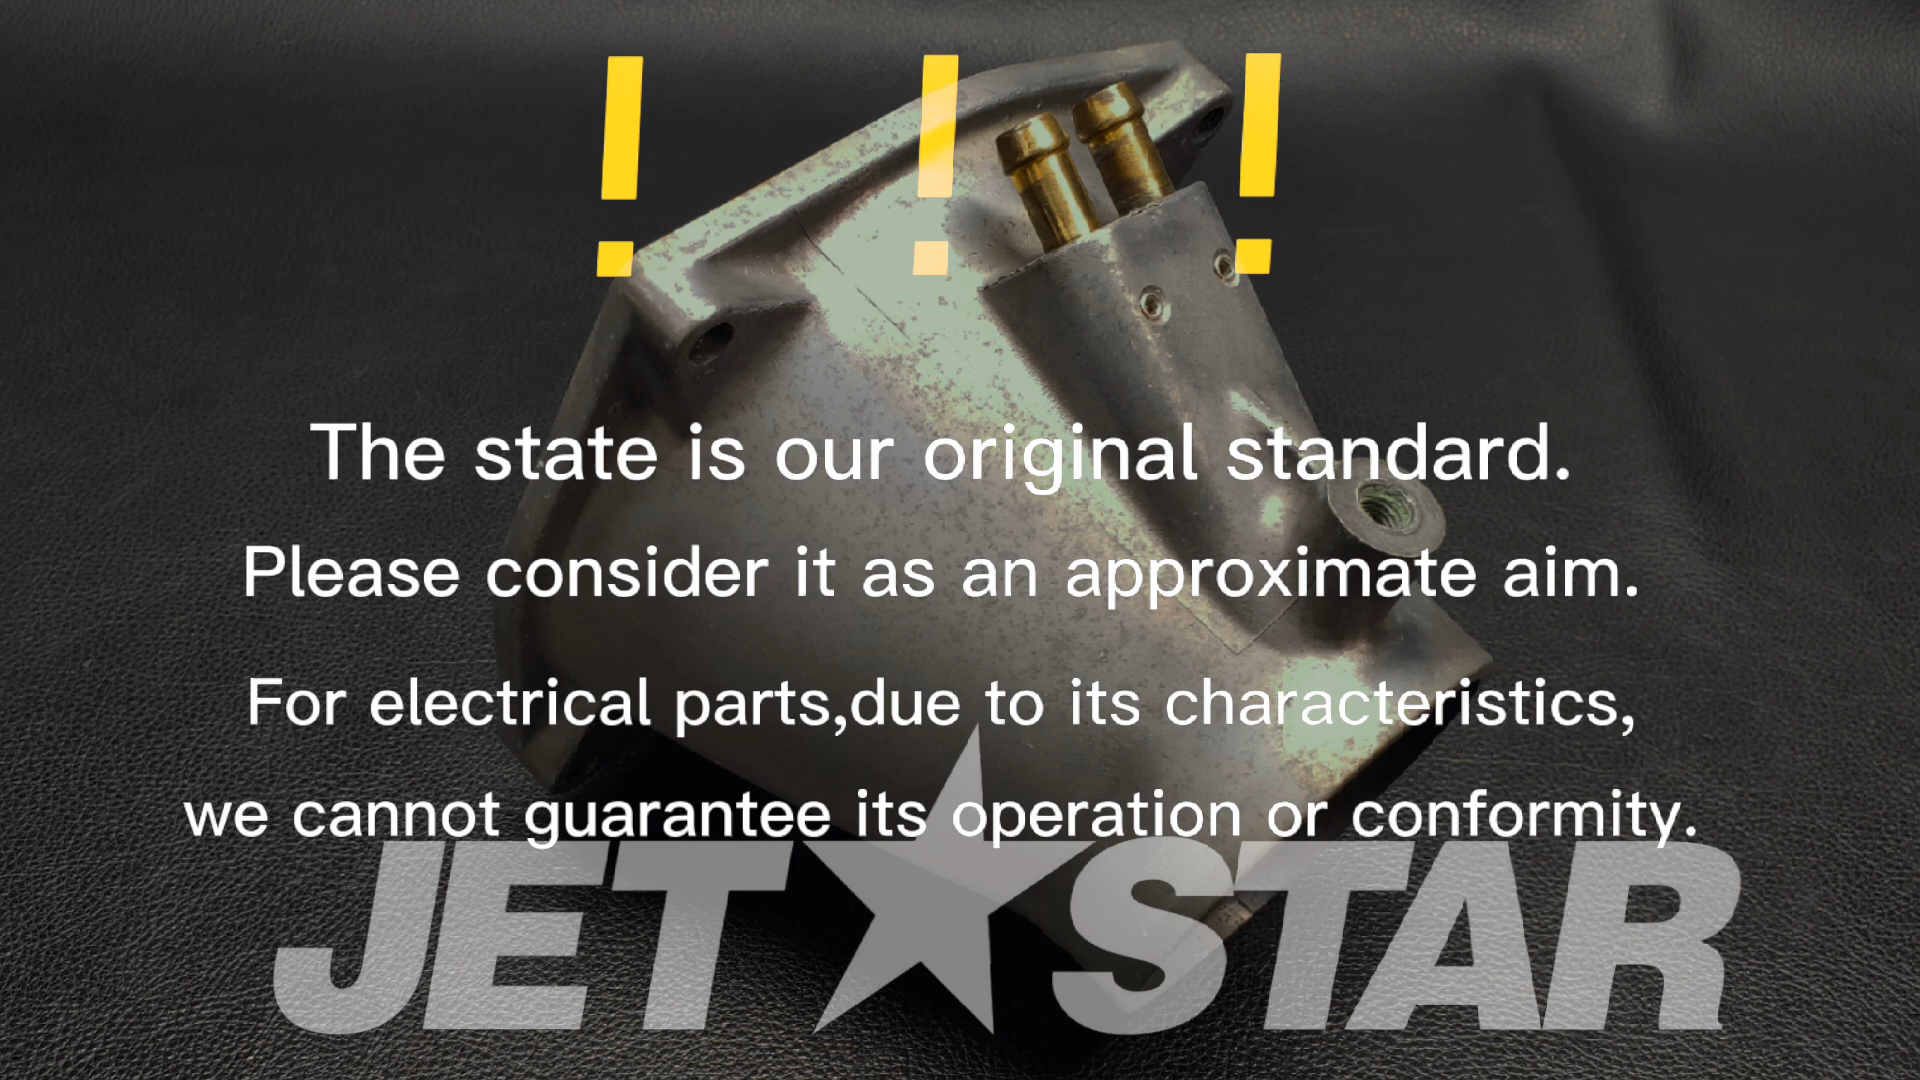 ! ! !
The state is our original standard.
Please consider it as an approximate aim.
For electrical parts,due to its characteristics,
we cannot guarantee its operation or conformity.
JET★STAR